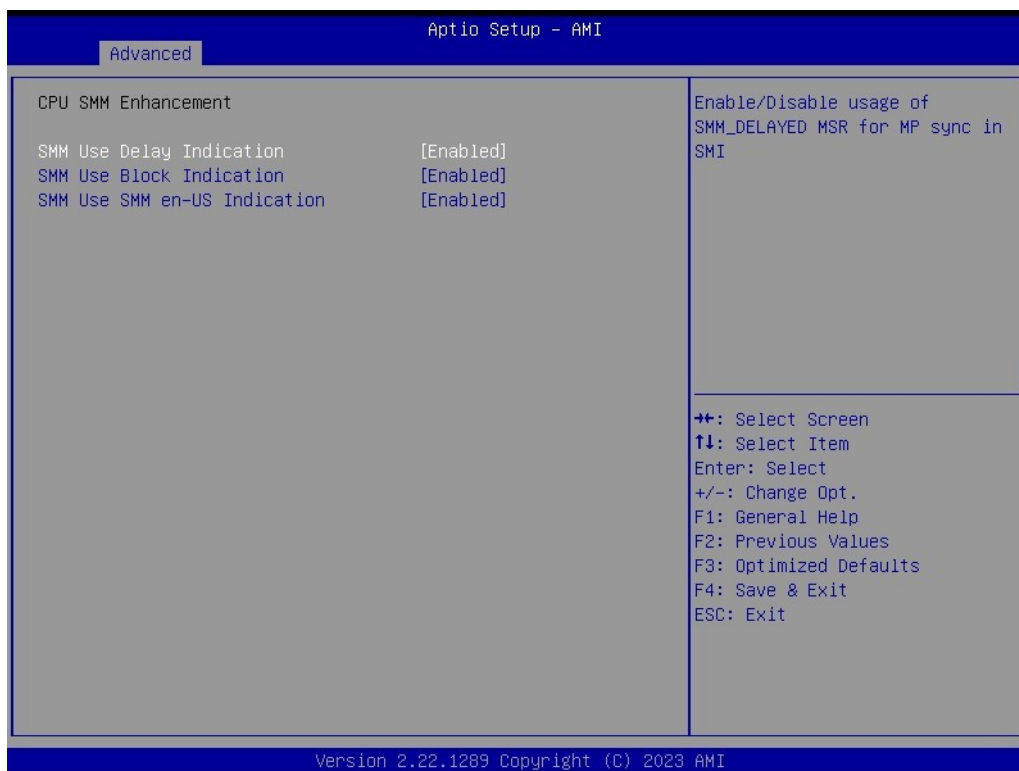 Aptio Setup - AMI
Advanced
CPU SMM Enhancement
SMM Use Delay Indication [Enabled]
SMM Use Block Indication [Enabled]
SMM Use SMM en-US Indication [Enabled]
Enable/Disable usage of
SMM_DELAYED MSR for MP sync in
SMI
→←: Select Screen
↑↓: Select Item
Enter: Select
+/-: Change Opt.
F1: General Help
F2: Previous Values
F3: Optimized Defaults
F4: Save & Exit
ESC: Exit
Version 2.22.1289 Copyright (C) 2023 AMI